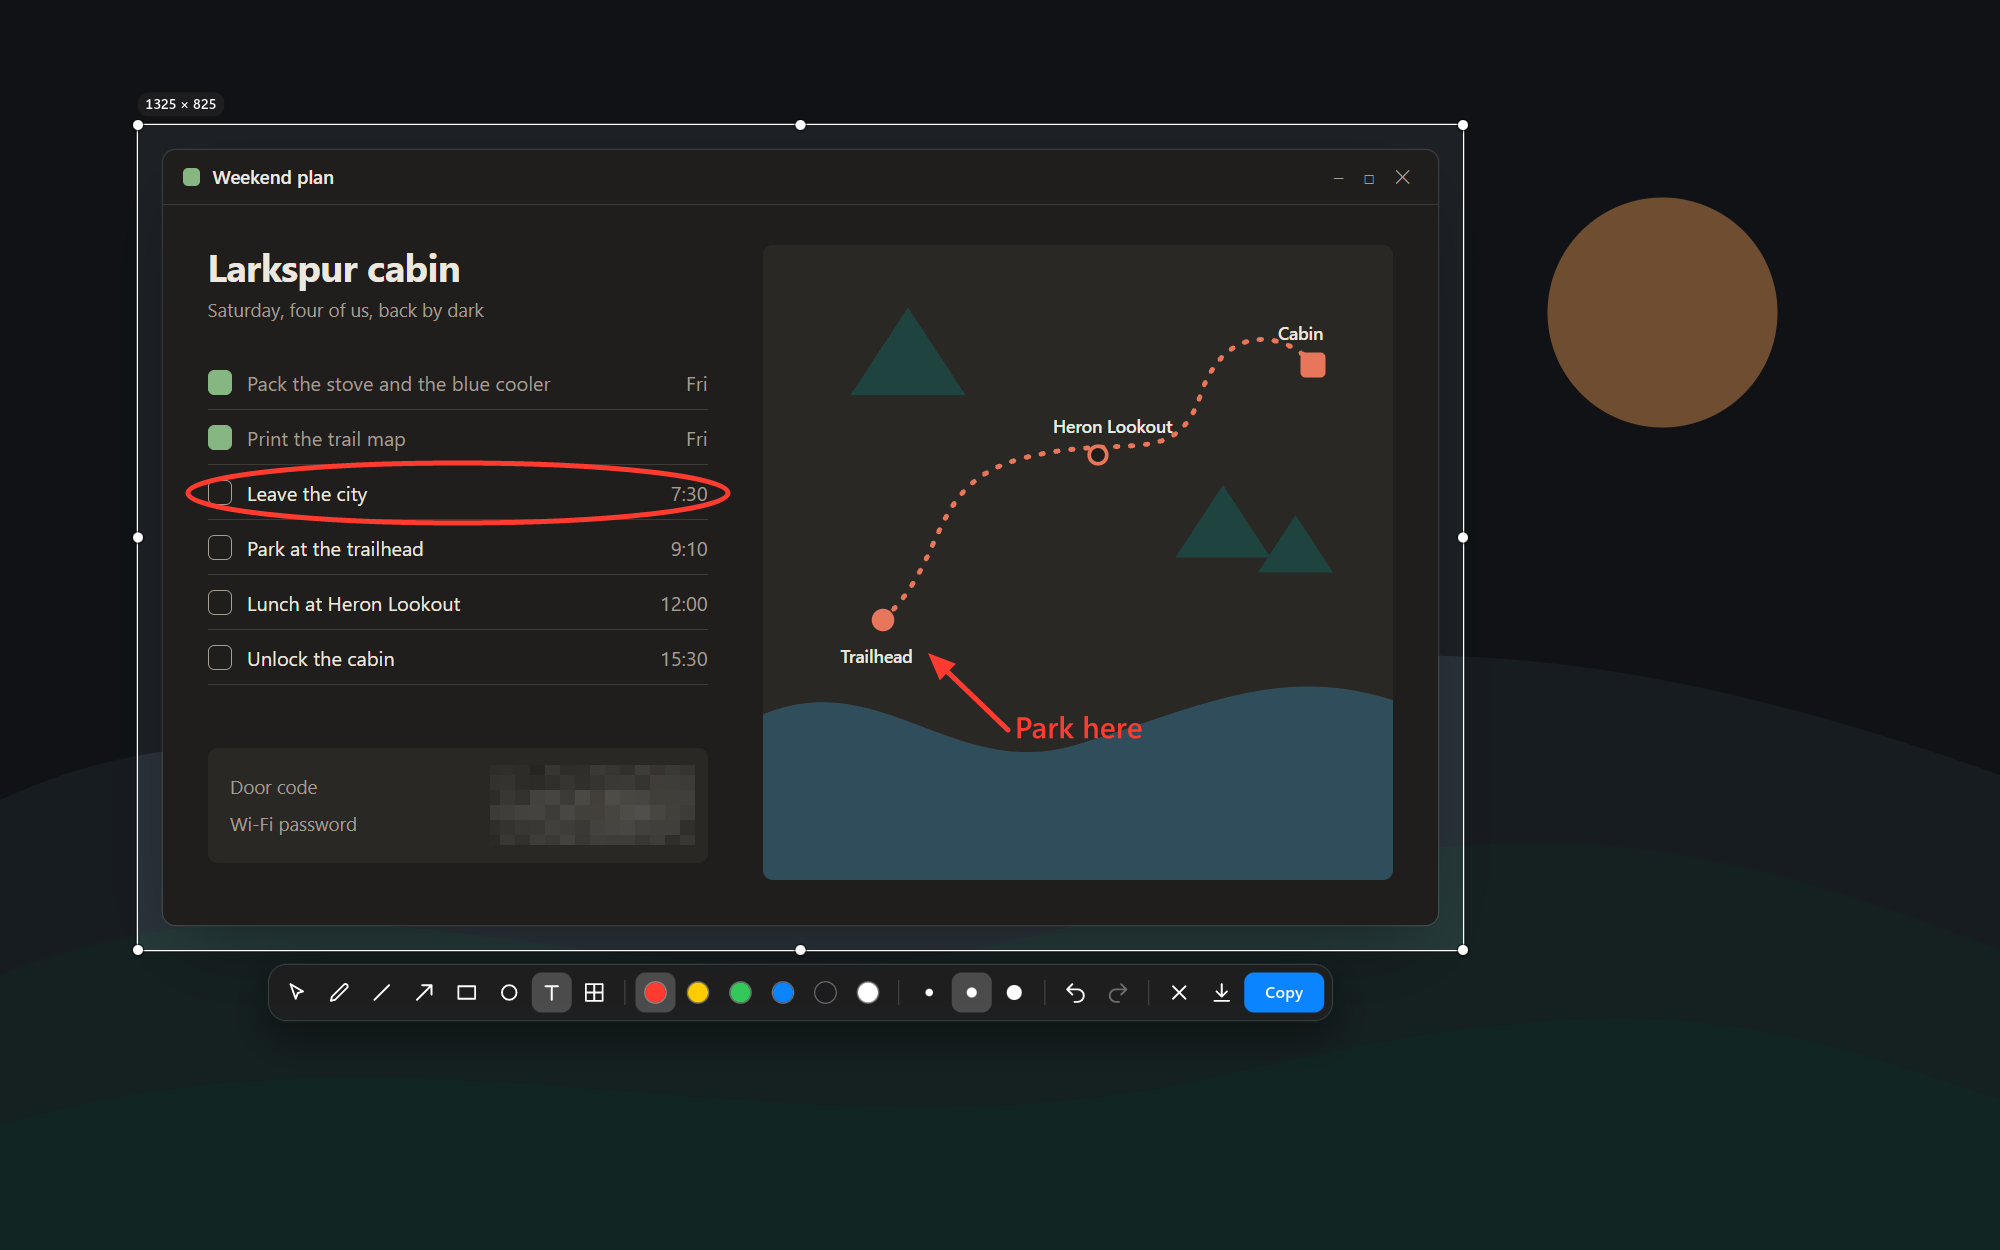 1325 × 825
Weekend plan
Larkspur cabin
Saturday, four of us, back by dark
Pack the stove and the blue cooler Fri
Print the trail map Fri
Leave the city 7:30
Park at the trailhead 9:10
Lunch at Heron Lookout 12:00
Unlock the cabin 15:30
Door code
Wi-Fi password
Cabin
Heron Lookout
Trailhead
Park here
T
Copy